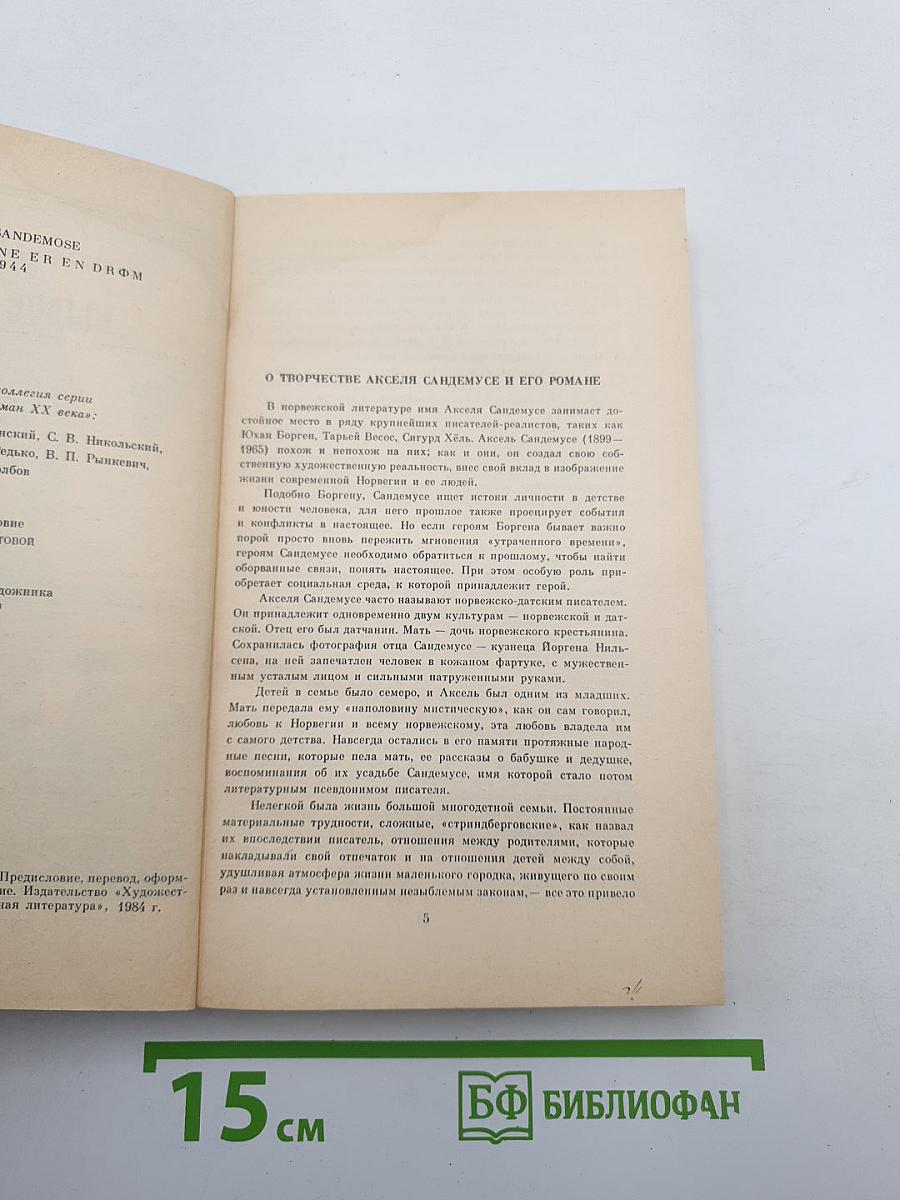 SANDEMOSE
NE ER EN DRØM
944
оллегия серии
ман XX века»:
нский, С. В. Никольский,
Редько, В. П. Рынкевич,
олбов
овие
товой
дожника
Предисловие, перевод, оформ-
ие. Издательство «Художест-
ная литература», 1984 г.
О ТВОРЧЕСТВЕ АКСЕЛЯ САНДЕМУСЕ И ЕГО РОМАНЕ
В норвежской литературе имя Акселя Сандемусе занимает до-
стойное место в ряду крупнейших писателей-реалистов, таких как
Юхан Борген, Тарьей Весос, Сигурд Хёль. Аксель Сандемусе (1899—
1965) похож и непохож на них; как и они, он создал свою соб-
ственную художественную реальность, внес свой вклад в изображение
жизни современной Норвегии и ее людей.
Подобно Боргену, Сандемусе ищет истоки личности в детстве
и юности человека, для него прошлое также проецирует события
и конфликты в настоящее. Но если героям Боргена бывает важно
порой просто вновь пережить мгновения «утраченного времени»,
героям Сандемусе необходимо обратиться к прошлому, чтобы найти
оборванные связи, понять настоящее. При этом особую роль при-
обретает социальная среда, к которой принадлежит герой.
Акселя Сандемусе часто называют норвежско-датским писателем.
Он принадлежит одновременно двум культурам — норвежской и дат-
ской. Отец его был датчанин. Мать — дочь норвежского крестьянина.
Сохранилась фотография отца Сандемусе — кузнеца Йоргена Ниль-
сена, на ней запечатлен человек в кожаном фартуке, с мужествен-
ным усталым лицом и сильными натруженными руками.
Детей в семье было семеро, и Аксель был одним из младших.
Мать передала ему «наполовину мистическую», как он сам говорил,
любовь к Норвегии и всему норвежскому, эта любовь владела им
с самого детства. Навсегда остались в его памяти протяжные народ-
ные песни, которые пела мать, ее рассказы о бабушке и дедушке,
воспоминания об их усадьбе Сандемусе, имя которой стало потом
литературным псевдонимом писателя.
Нелегкой была жизнь большой многодетной семьи. Постоянные
материальные трудности, сложные, «стриндберговские», как назвал
их впоследствии писатель, отношения между родителями, которые
накладывали свой отпечаток и на отношения детей между собой,
удушливая атмосфера жизни маленького городка, живущего по своим
раз и навсегда установленным незыблемым законам,— все это привело
5
15 см
БФ БИБЛИОФАН